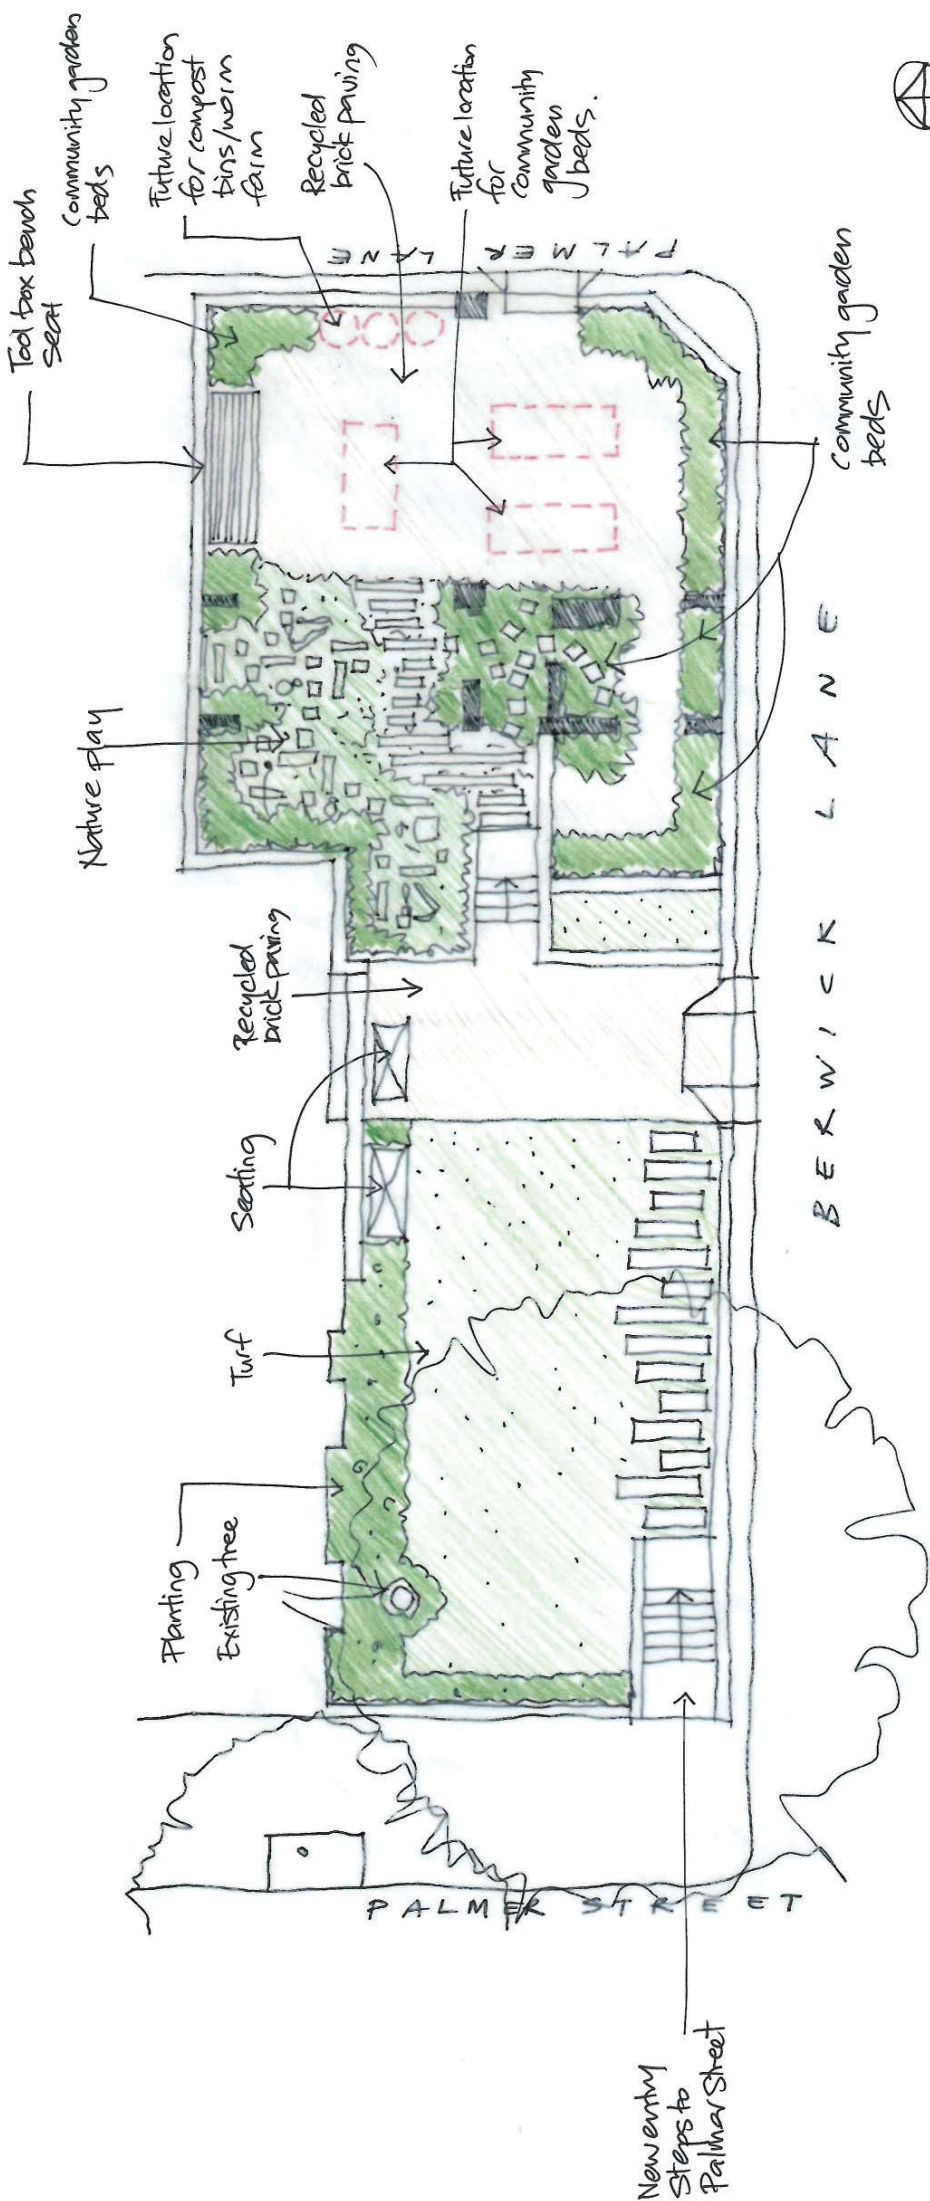 Tool box bench
seat
Community garden
beds
Future location
for compost
bins/worm
farm
Recycled
brick paving
Future location
for
community
garden
beds.
PALMER LANE
Community garden
beds
Nature play
Recycled
brick paving
Seating
Turf
Planting
Existing tree
BERWICK LANE
PALMER STREET
New entry
Steps to
Palmer Street